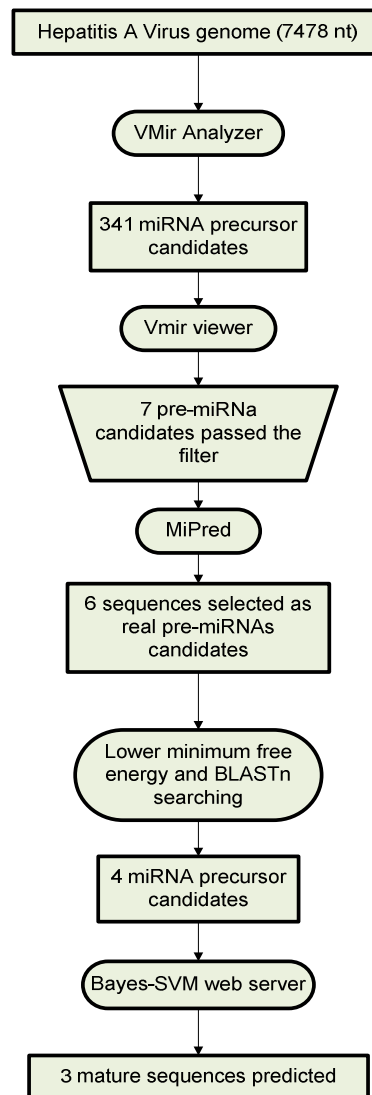 Hepatitis A Virus genome (7478 nt)
VMir Analyzer
341 miRNA precursor
candidates
Vmir viewer
7 pre-miRNa
candidates passed the
filter
MiPred
6 sequences selected as
real pre-miRNAs
candidates
Lower minimum free
energy and BLASTn
searching
4 miRNA precursor
candidates
Bayes-SVM web server
3 mature sequences predicted